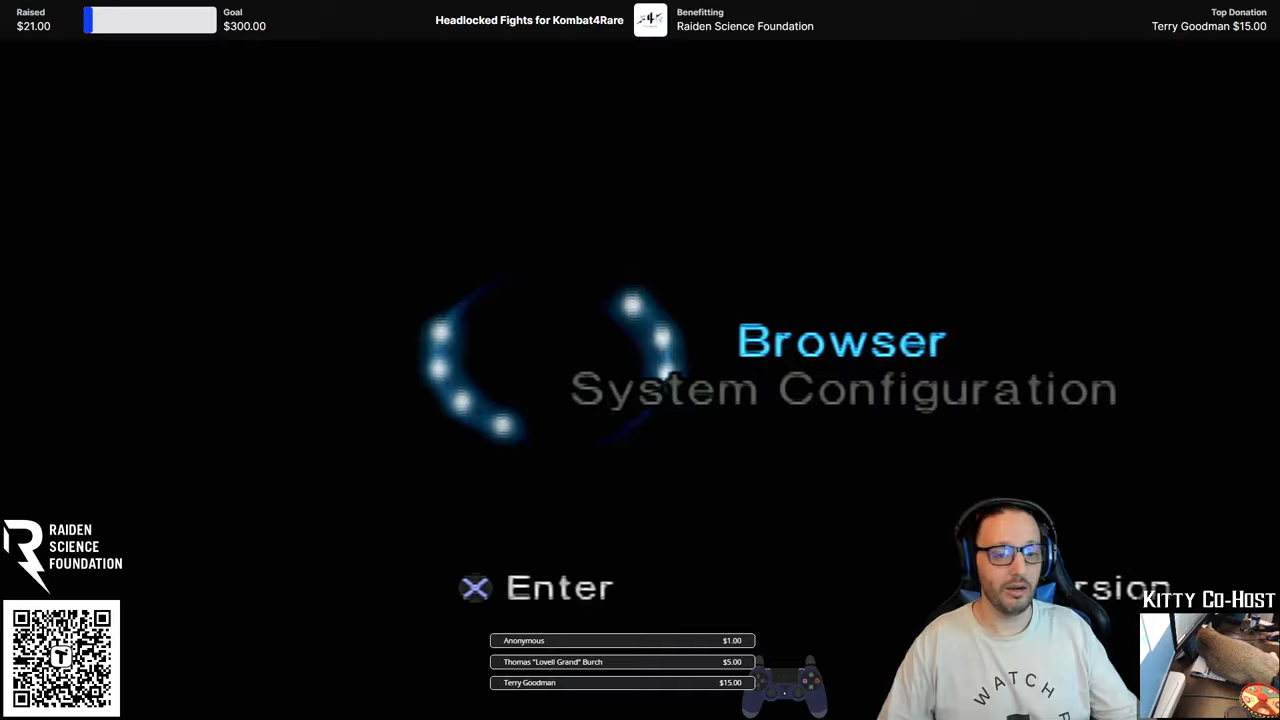 Raised
$21.00
Goal
$300.00
Headlocked Fights for Kombat4Rare
Benefitting
Raiden Science Foundation
Top Donation
Terry Goodman $15.00
Browser
System Configuration
Enter
RAIDEN
SCIENCE
FOUNDATION
Anonymous $1.00
Thomas "Lovell Grand" Burch $5.00
Terry Goodman $15.00
KITTY CO-HOST
WATCH